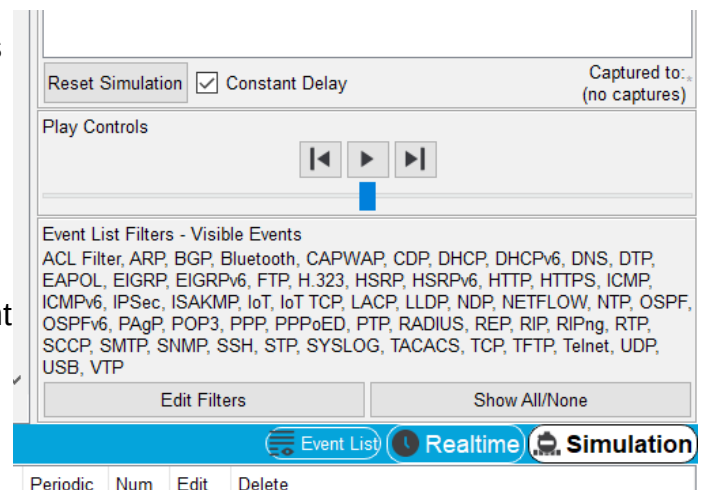 s
Reset Simulation Constant Delay
Captured to:*
(no captures)
Play Controls
Event List Filters - Visible Events
ACL Filter, ARP, BGP, Bluetooth, CAPWAP, CDP, DHCP, DHCPv6, DNS, DTP,
EAPOL, EIGRP, EIGRPv6, FTP, H.323, HSRP, HSRPv6, HTTP, HTTPS, ICMP,
ICMPv6, IPSec, ISAKMP, IoT, IoT TCP, LACP, LLDP, NDP, NETFLOW, NTP, OSPF,
OSPFv6, PAgP, POP3, PPP, PPPoED, PTP, RADIUS, REP, RIP, RIPng, RTP,
SCCP, SMTP, SNMP, SSH, STP, SYSLOG, TACACS, TCP, TFTP, Telnet, UDP,
USB, VTP
Edit Filters Show All/None
Event List Realtime Simulation
Periodic Num Edit Delete